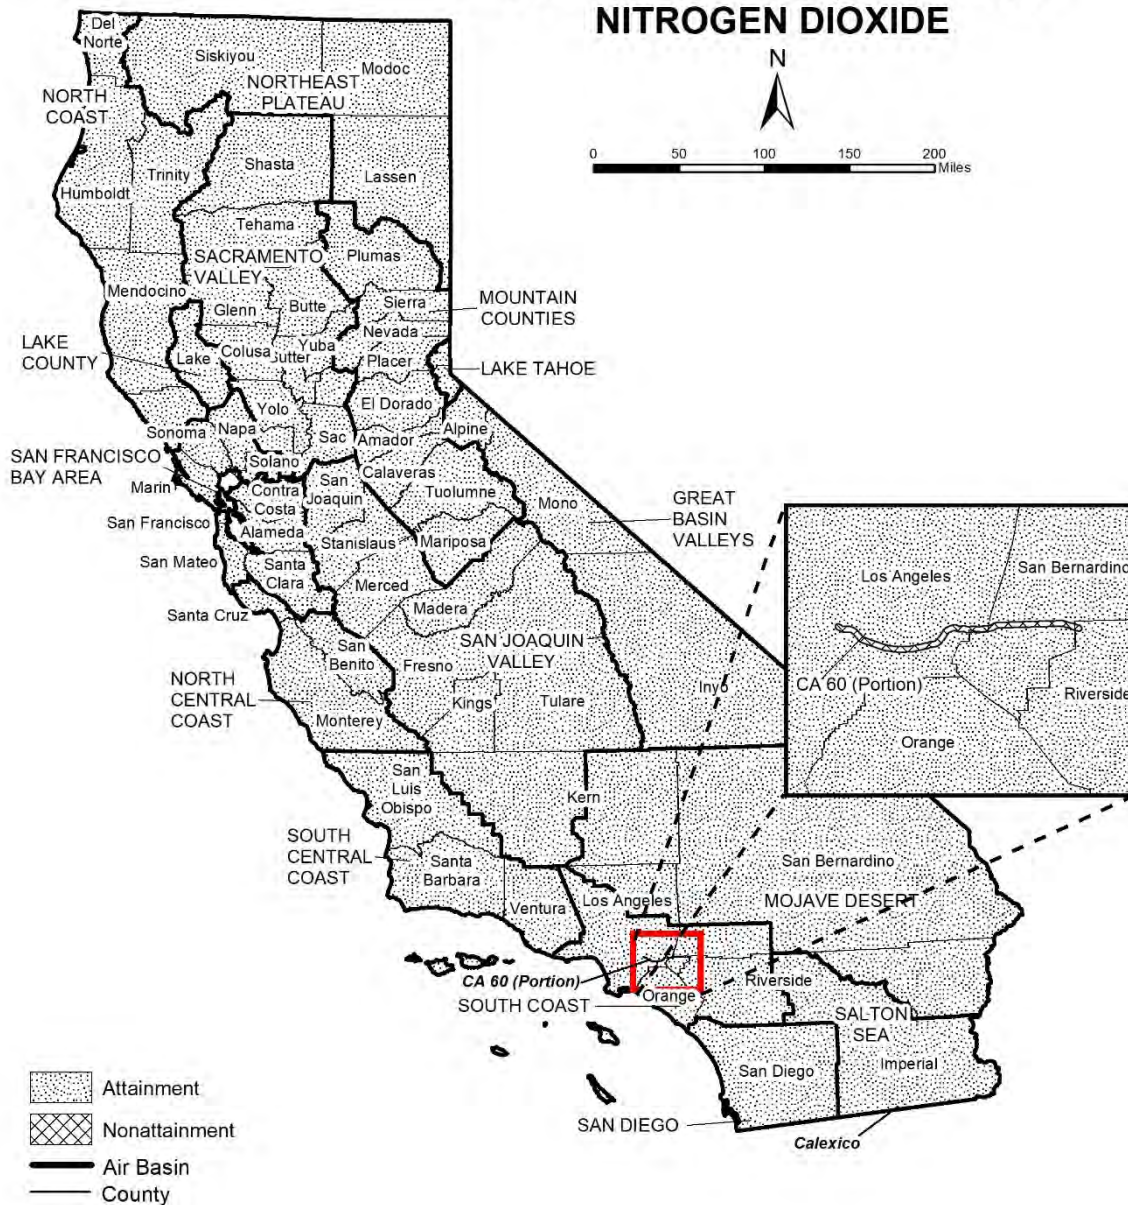 NITROGEN DIOXIDE
N
0 50 100 150 200
Miles
Del
Norte
Siskiyou
Modoc
NORTHEAST
PLATEAU
NORTH
COAST
Shasta
Trinity
Lassen
Humboldt
Tehama
SACRAMENTO
VALLEY
Plumas
Mendocino
Glenn
Butte
Sierra
MOUNTAIN
COUNTIES
Nevada
LAKE
COUNTY
Lake
Colusa
Yuba
Placer
LAKE TAHOE
Yolo
El Dorado
Sonoma
Napa
Sac
Amador
Alpine
SAN FRANCISCO
BAY AREA
Solano
Calaveras
Marin
San
Joaquin
Contra
Costa
Tuolumne
Mono
GREAT
BASIN
VALLEYS
San Francisco
Alameda
Stanislaus
Mariposa
San Mateo
Santa
Clara
Merced
Santa Cruz
Madera
San
Benito
Fresno
SAN JOAQUIN
VALLEY
NORTH
CENTRAL
COAST
Monterey
Kings
Tulare
Inyo
Los Angeles
San Bernardino
CA 60 (Portion)
Riverside
Orange
San
Luis
Obispo
Kern
SOUTH
CENTRAL
COAST
Santa
Barbara
San Bernardino
Ventura
Los Angeles
MOJAVE DESERT
CA 60 (Portion)
SOUTH COAST
Orange
Riverside
SALTON
SEA
San Diego
Imperial
SAN DIEGO
Calexico
Attainment
Nonattainment
Air Basin
County